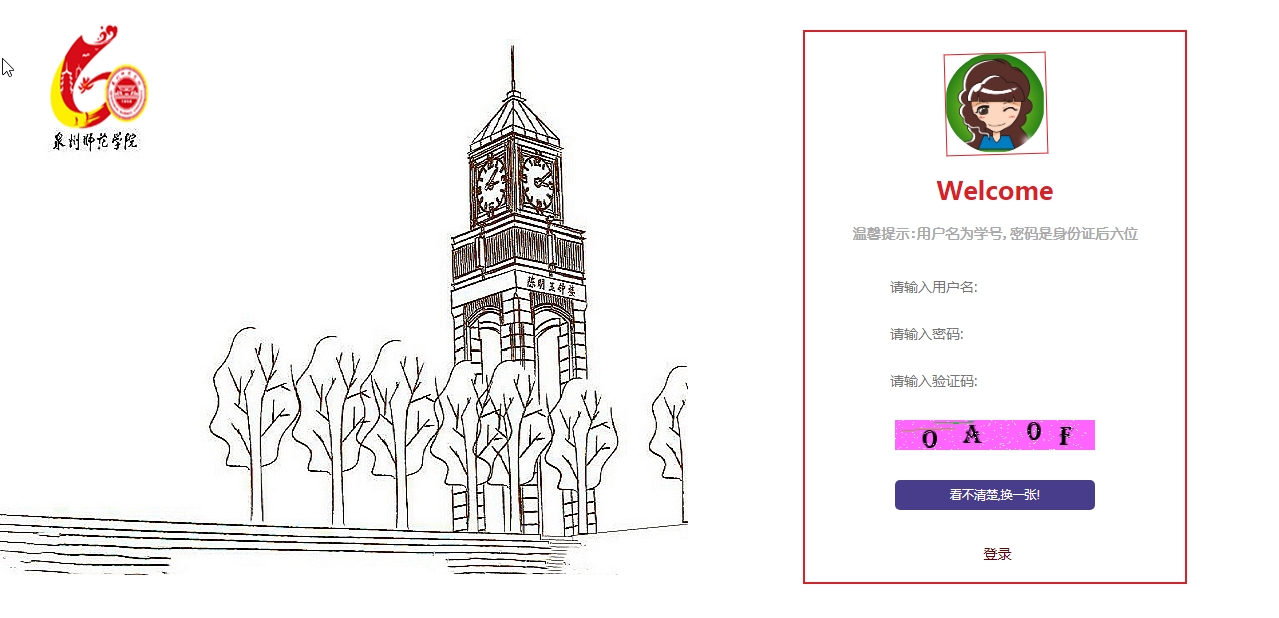 泉州师范学院
陈明玉钟楼
Welcome
温馨提示:用户名为学号,密码是身份证后六位
请输入用户名:
请输入密码:
请输入验证码:
O A O F
看不清楚,换一张!
登录